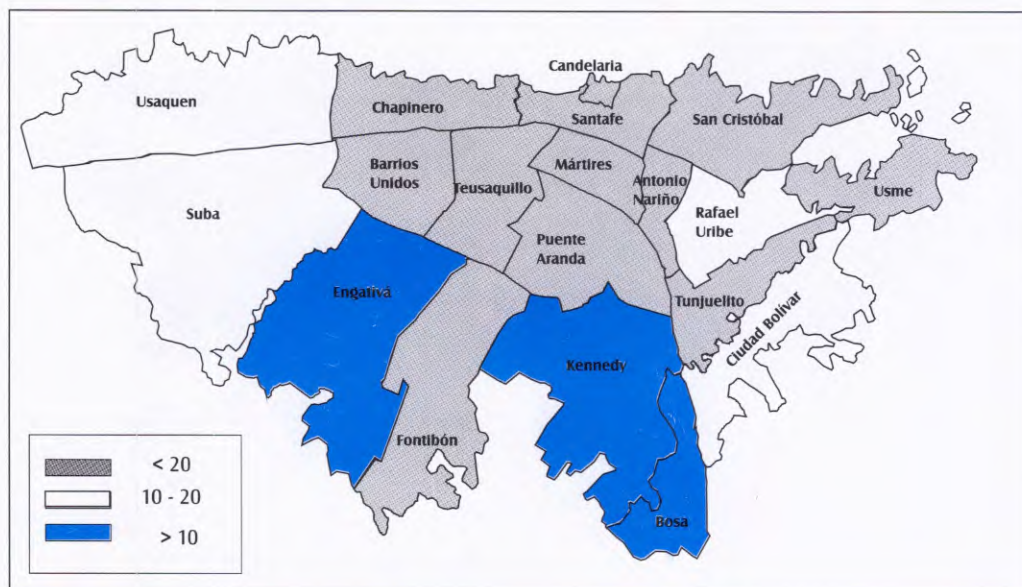 Candelaria
Usaquen
Chapinero
Santafe
San Cristóbal
Barrios
Unidos
Teusaquillo
Mártires
Antonio
Nariño
Usme
Suba
Rafael
Uribe
Puente
Aranda
Engativá
Tunjuelito
Ciudad Bolívar
Kennedy
Fontibón
Bosa
< 20
10 - 20
> 10